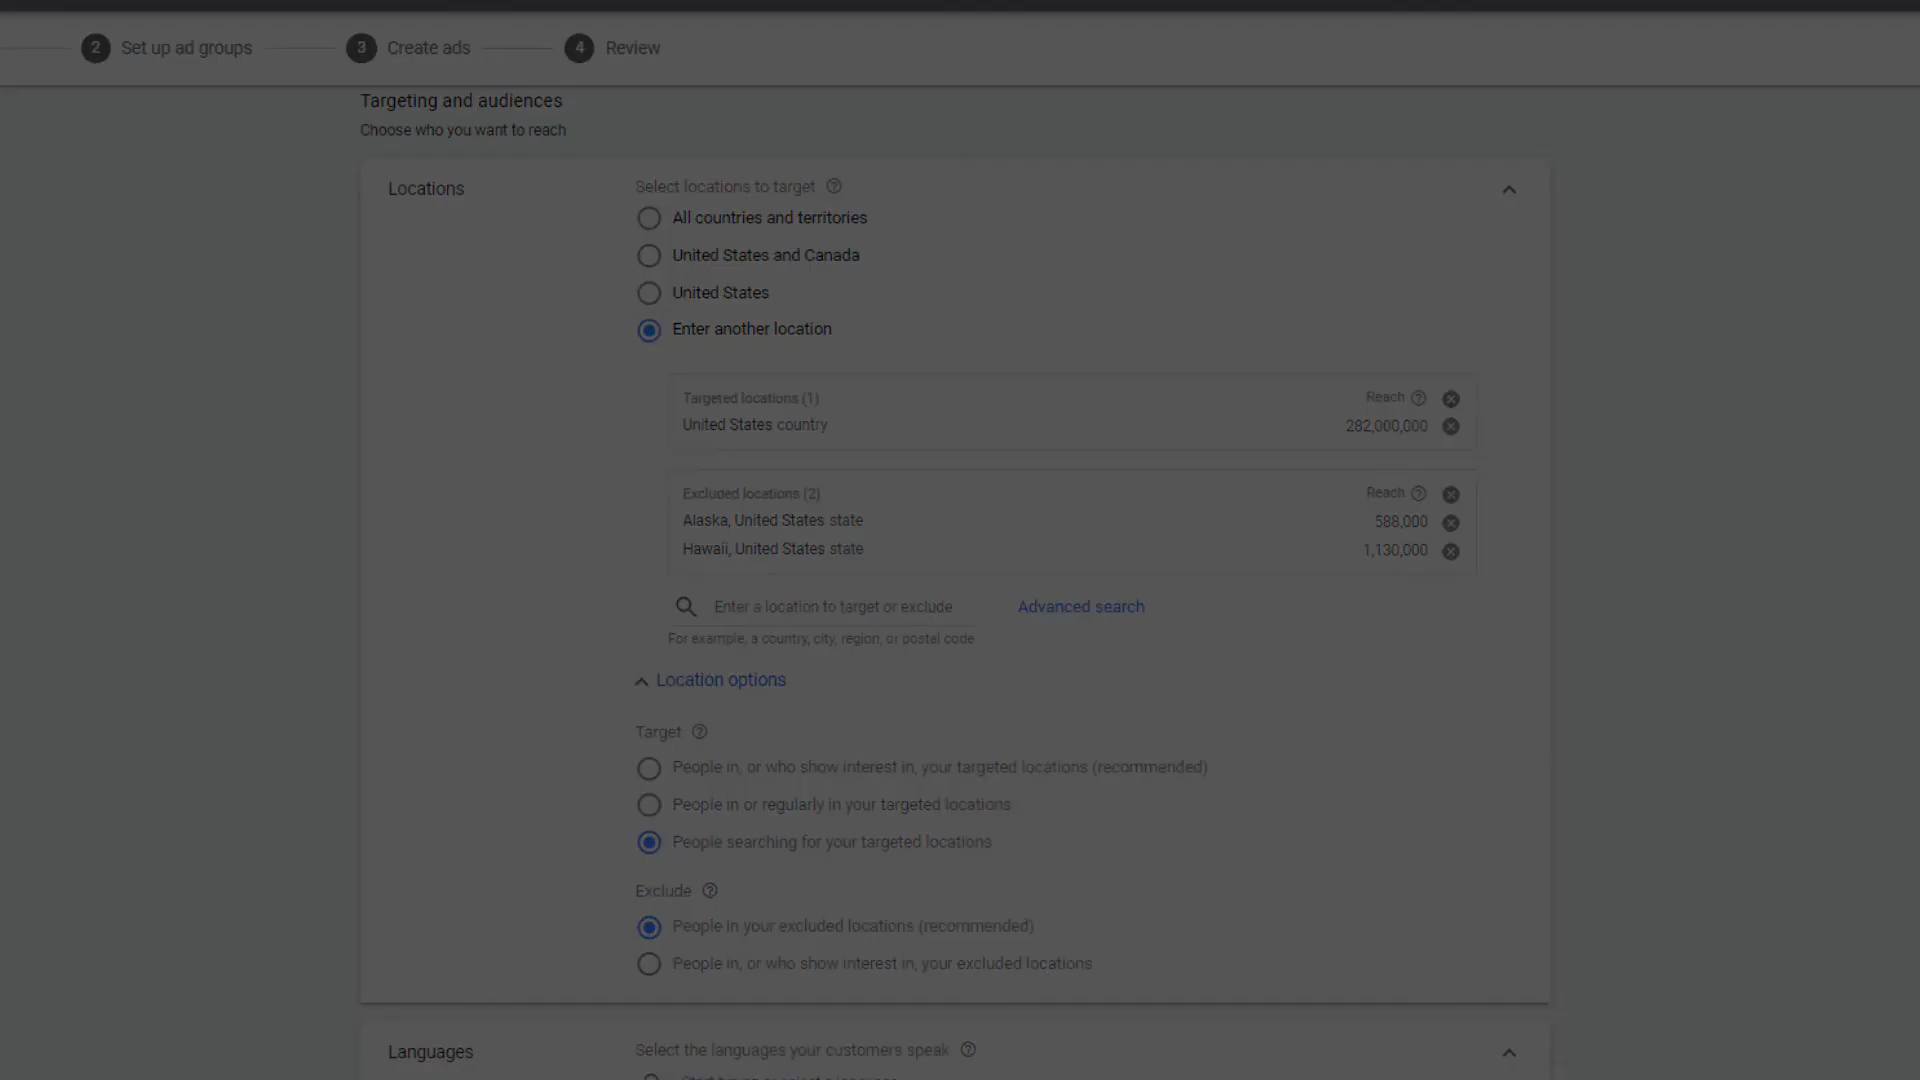 2 Set up ad groups 3 Create ads 4 Review
Targeting and audiences
Choose who you want to reach
Locations
Select locations to target
All countries and territories
United States and Canada
United States
Enter another location
Targeted locations (1) Reach
United States country 282,000,000
Excluded locations (2) Reach
Alaska, United States state 588,000
Hawaii, United States state 1,130,000
Enter a location to target or exclude Advanced search
For example, a country, city, region, or postal code
Location options
Target
People in, or who show interest in, your targeted locations (recommended)
People in or regularly in your targeted locations
People searching for your targeted locations
Exclude
People in your excluded locations (recommended)
People in, or who show interest in, your excluded locations
Languages
Select the languages your customers speak